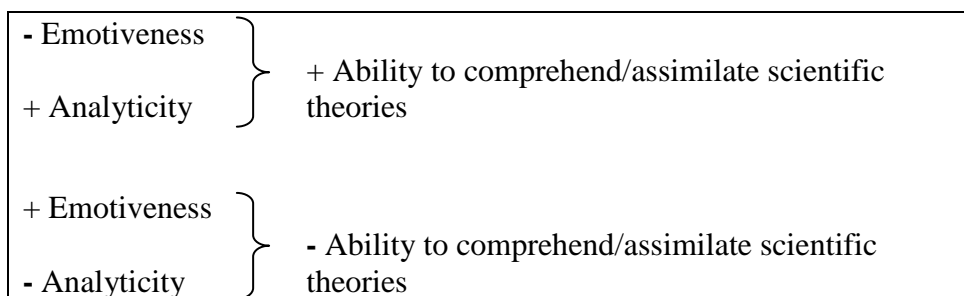 - Emotiveness
+ Analyticity
+ Ability to comprehend/assimilate scientific
theories
+ Emotiveness
- Analyticity
- Ability to comprehend/assimilate scientific
theories